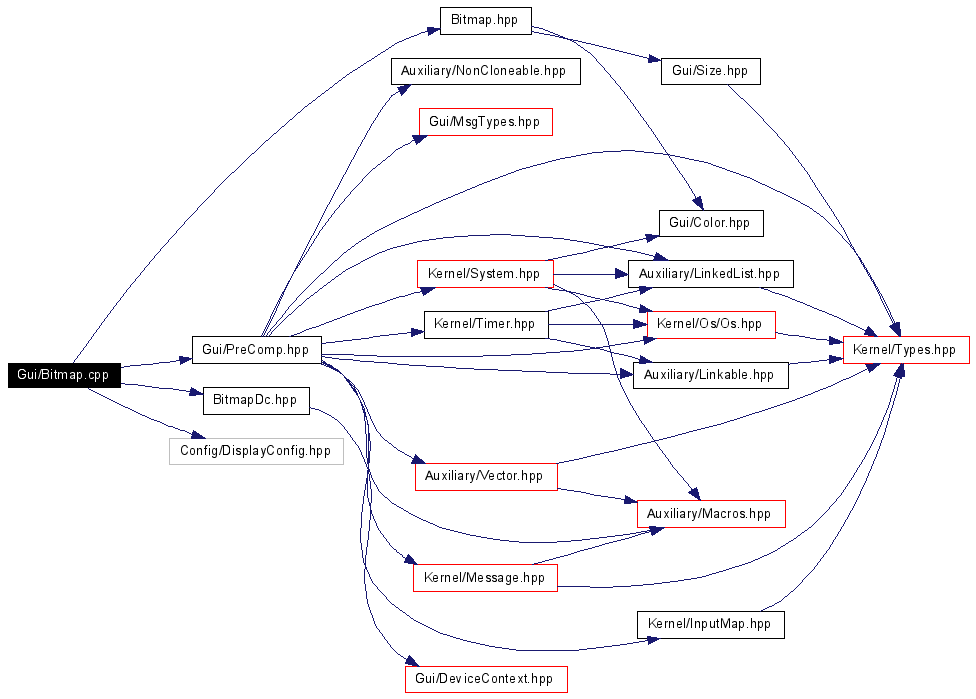 Bitmap.hpp
Auxiliary/NonCloneable.hpp
Gui/Size.hpp
Gui/MsgTypes.hpp
Gui/Color.hpp
Kernel/System.hpp
Auxiliary/LinkedList.hpp
Kernel/Timer.hpp
Kernel/Os/Os.hpp
Gui/PreComp.hpp
Kernel/Types.hpp
Gui/Bitmap.cpp
Auxiliary/Linkable.hpp
BitmapDc.hpp
Config/DisplayConfig.hpp
Auxiliary/Vector.hpp
Auxiliary/Macros.hpp
Kernel/Message.hpp
Kernel/InputMap.hpp
Gui/DeviceContext.hpp